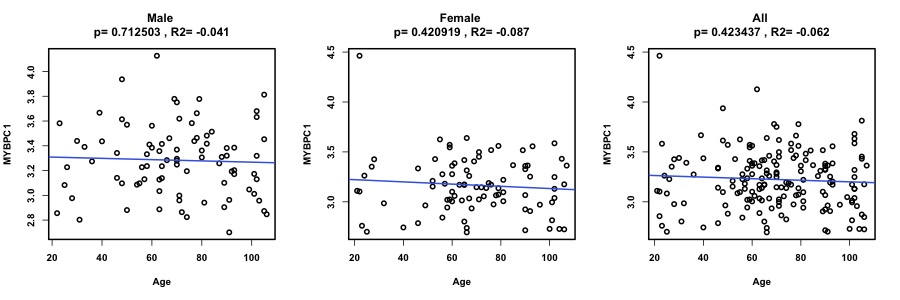 Male
p= 0.712503 , R2= -0.041
MYBPC1
4.0
3.8
3.6
3.4
3.2
3.0
2.8
20 40 60 80 100
Age
Female
p= 0.420919 , R2= -0.087
MYBPC1
4.5
4.0
3.5
3.0
20 40 60 80 100
Age
All
p= 0.423437 , R2= -0.062
MYBPC1
4.5
4.0
3.5
3.0
20 40 60 80 100
Age